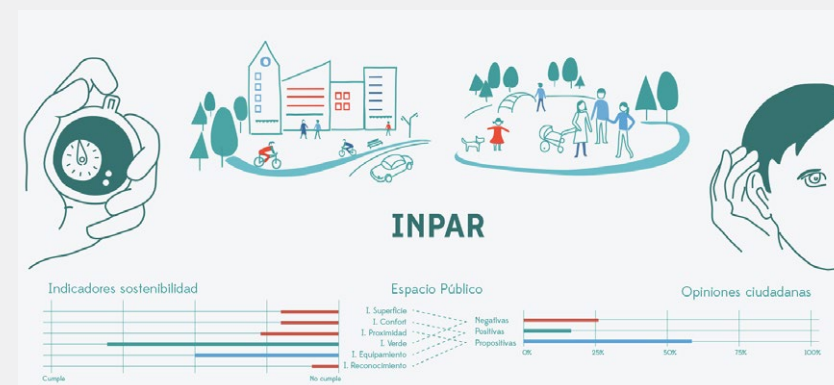 INPAR
Indicadores sostenibilidad
Espacio Público
Opiniones ciudadanas
I. Superficie
I. Confort
I. Proximidad
I. Verde
I. Equipamiento
I. Reconocimiento
Negativas
Positivas
Propositivas
0% 25% 50% 75% 100%
Cumple
No cumple